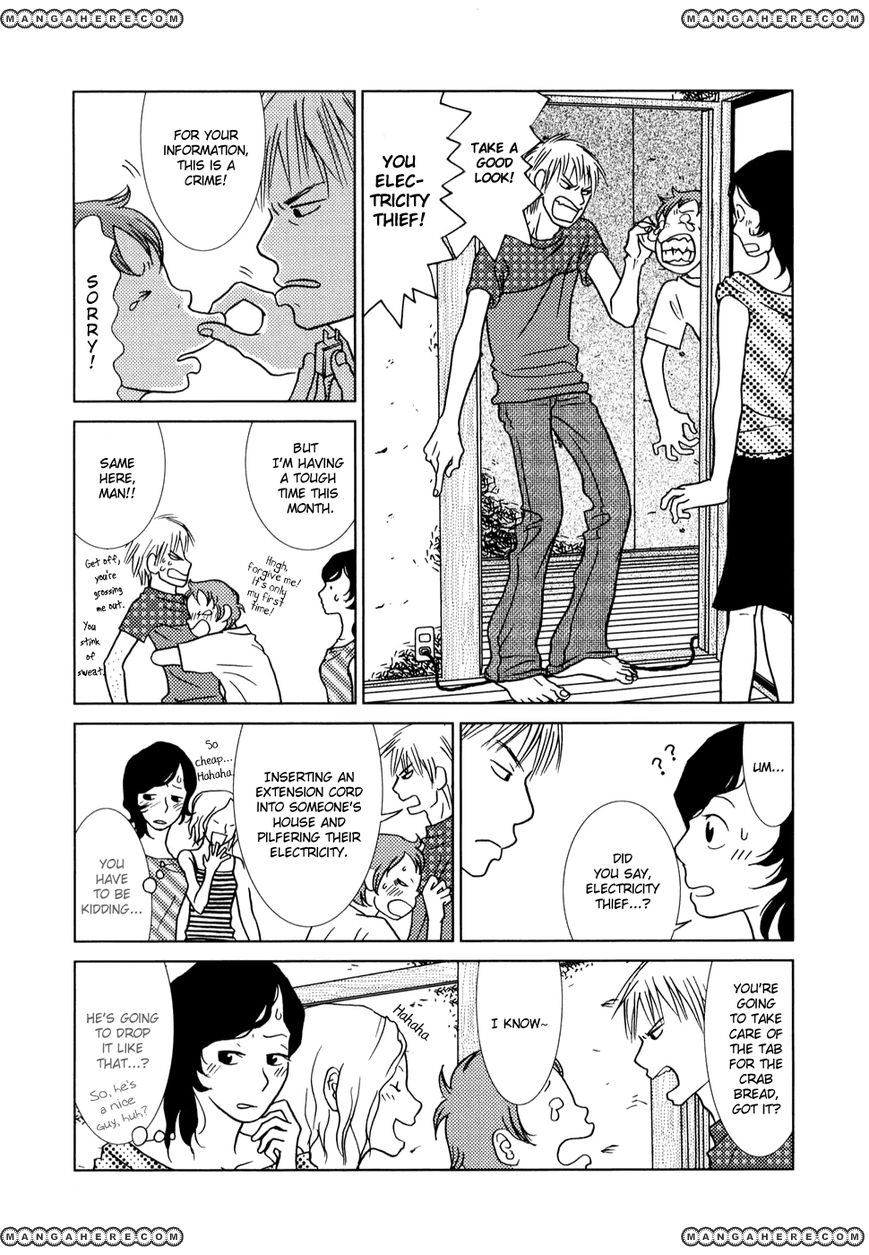 MANGAHERE.COM
MANGAHERE.COM
TAKE A
GOOD
LOOK!
YOU
ELEC-
TRICITY
THIEF!
FOR YOUR
INFORMATION,
THIS IS A
CRIME!
SORRY!
BUT
I'M HAVING
A TOUGH
TIME THIS
MONTH.
Hngh,
forgive me!
It's only
my first
time!
SAME
HERE,
MAN!!
Get off,
you're
grossing
me out.
You
stink
of
sweat.
UM...
??
DID
YOU SAY,
ELECTRICITY
THIEF...?
INSERTING AN
EXTENSION CORD
INTO SOMEONE'S
HOUSE AND
PILFERING THEIR
ELECTRICITY.
So
cheap...
Hahaha
YOU
HAVE
TO BE
KIDDING...
YOU'RE
GOING
TO TAKE
CARE OF
THE TAB
FOR THE
CRAB
BREAD,
GOT IT?
I KNOW~
Hahaha
HE'S GOING
TO DROP
IT LIKE
THAT...?
So, he's
a nice
guy, huh?
MANGAHERE.COM
MANGAHERE.COM